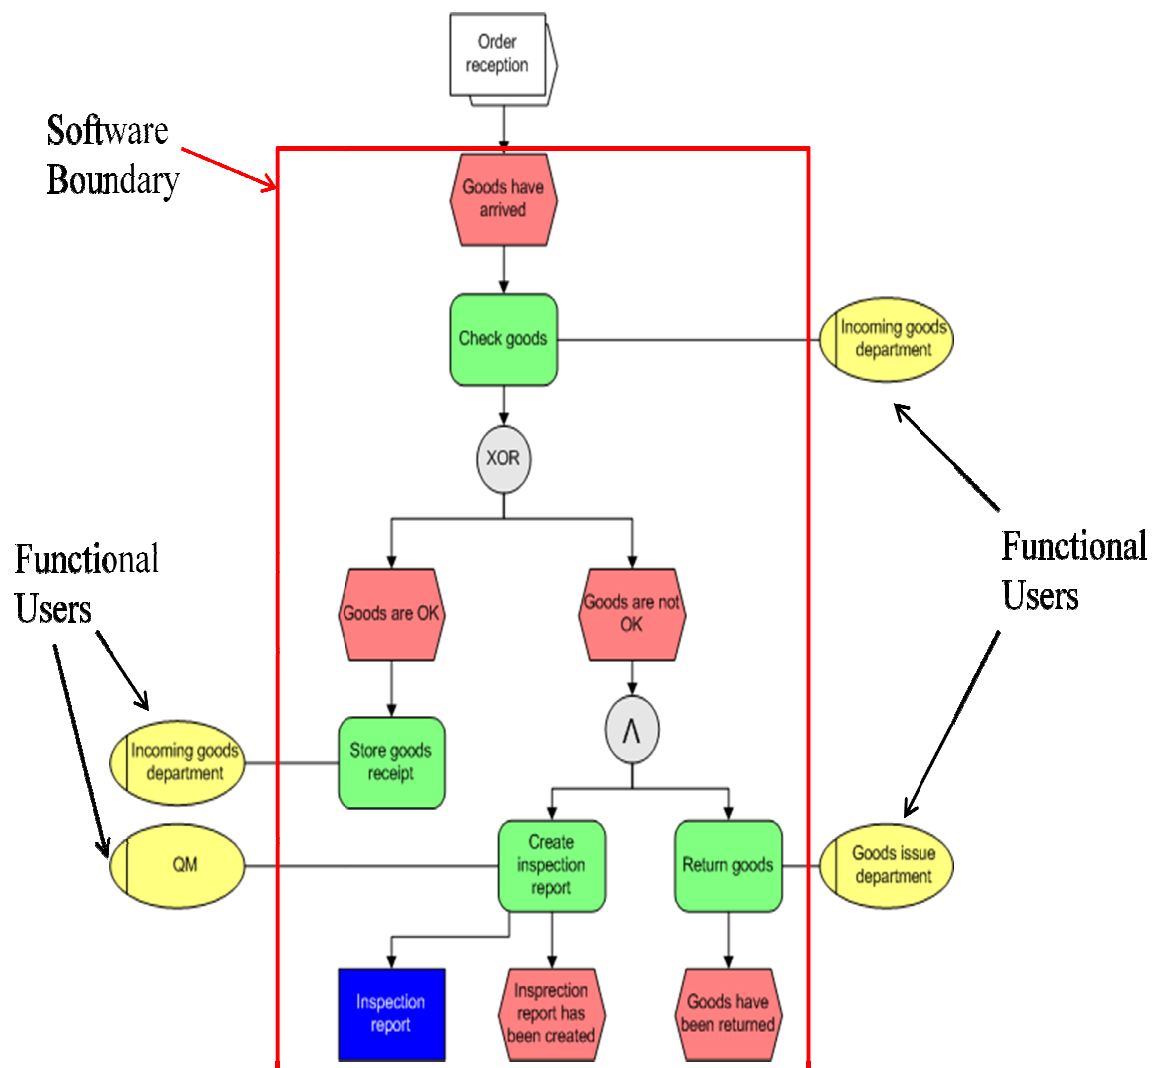 Order
reception
Software
Boundary
Goods have
arrived
Check goods
Incoming goods
department
XOR
Functional
Users
Functional
Users
Goods are OK
Goods are not
OK
Λ
Incoming goods
department
Store goods
receipt
QM
Create
inspection
report
Return goods
Goods issue
department
Inspection
report
Insprection
report has
been created
Goods have
been returned